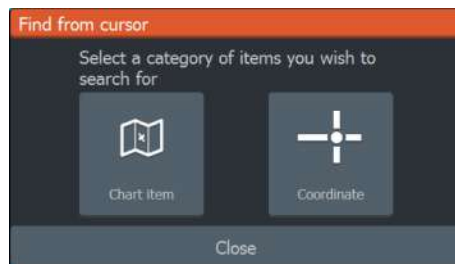 Find from cursor
Select a category of items you wish to
search for
Chart item
Coordinate
Close